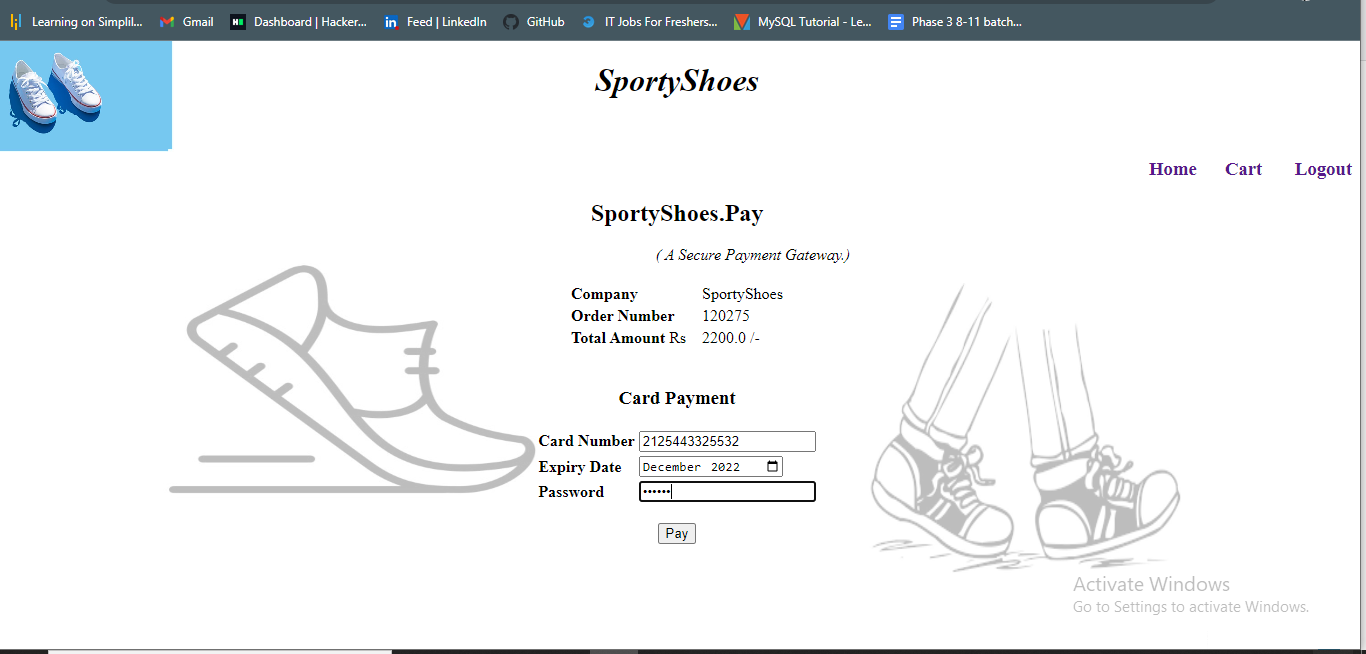 Learning on Simplil... Gmail Dashboard | Hacker... Feed | LinkedIn GitHub IT Jobs For Freshers... MySQL Tutorial - Le... Phase 3 8-11 batch...
SportyShoes
Home Cart Logout
SportyShoes.Pay
( A Secure Payment Gateway.)
Company SportyShoes
Order Number 120275
Total Amount Rs 2200.0 /-
Card Payment
Card Number 2125443325532
Expiry Date December 2022
Password ••••••
Pay
Activate Windows
Go to Settings to activate Windows.